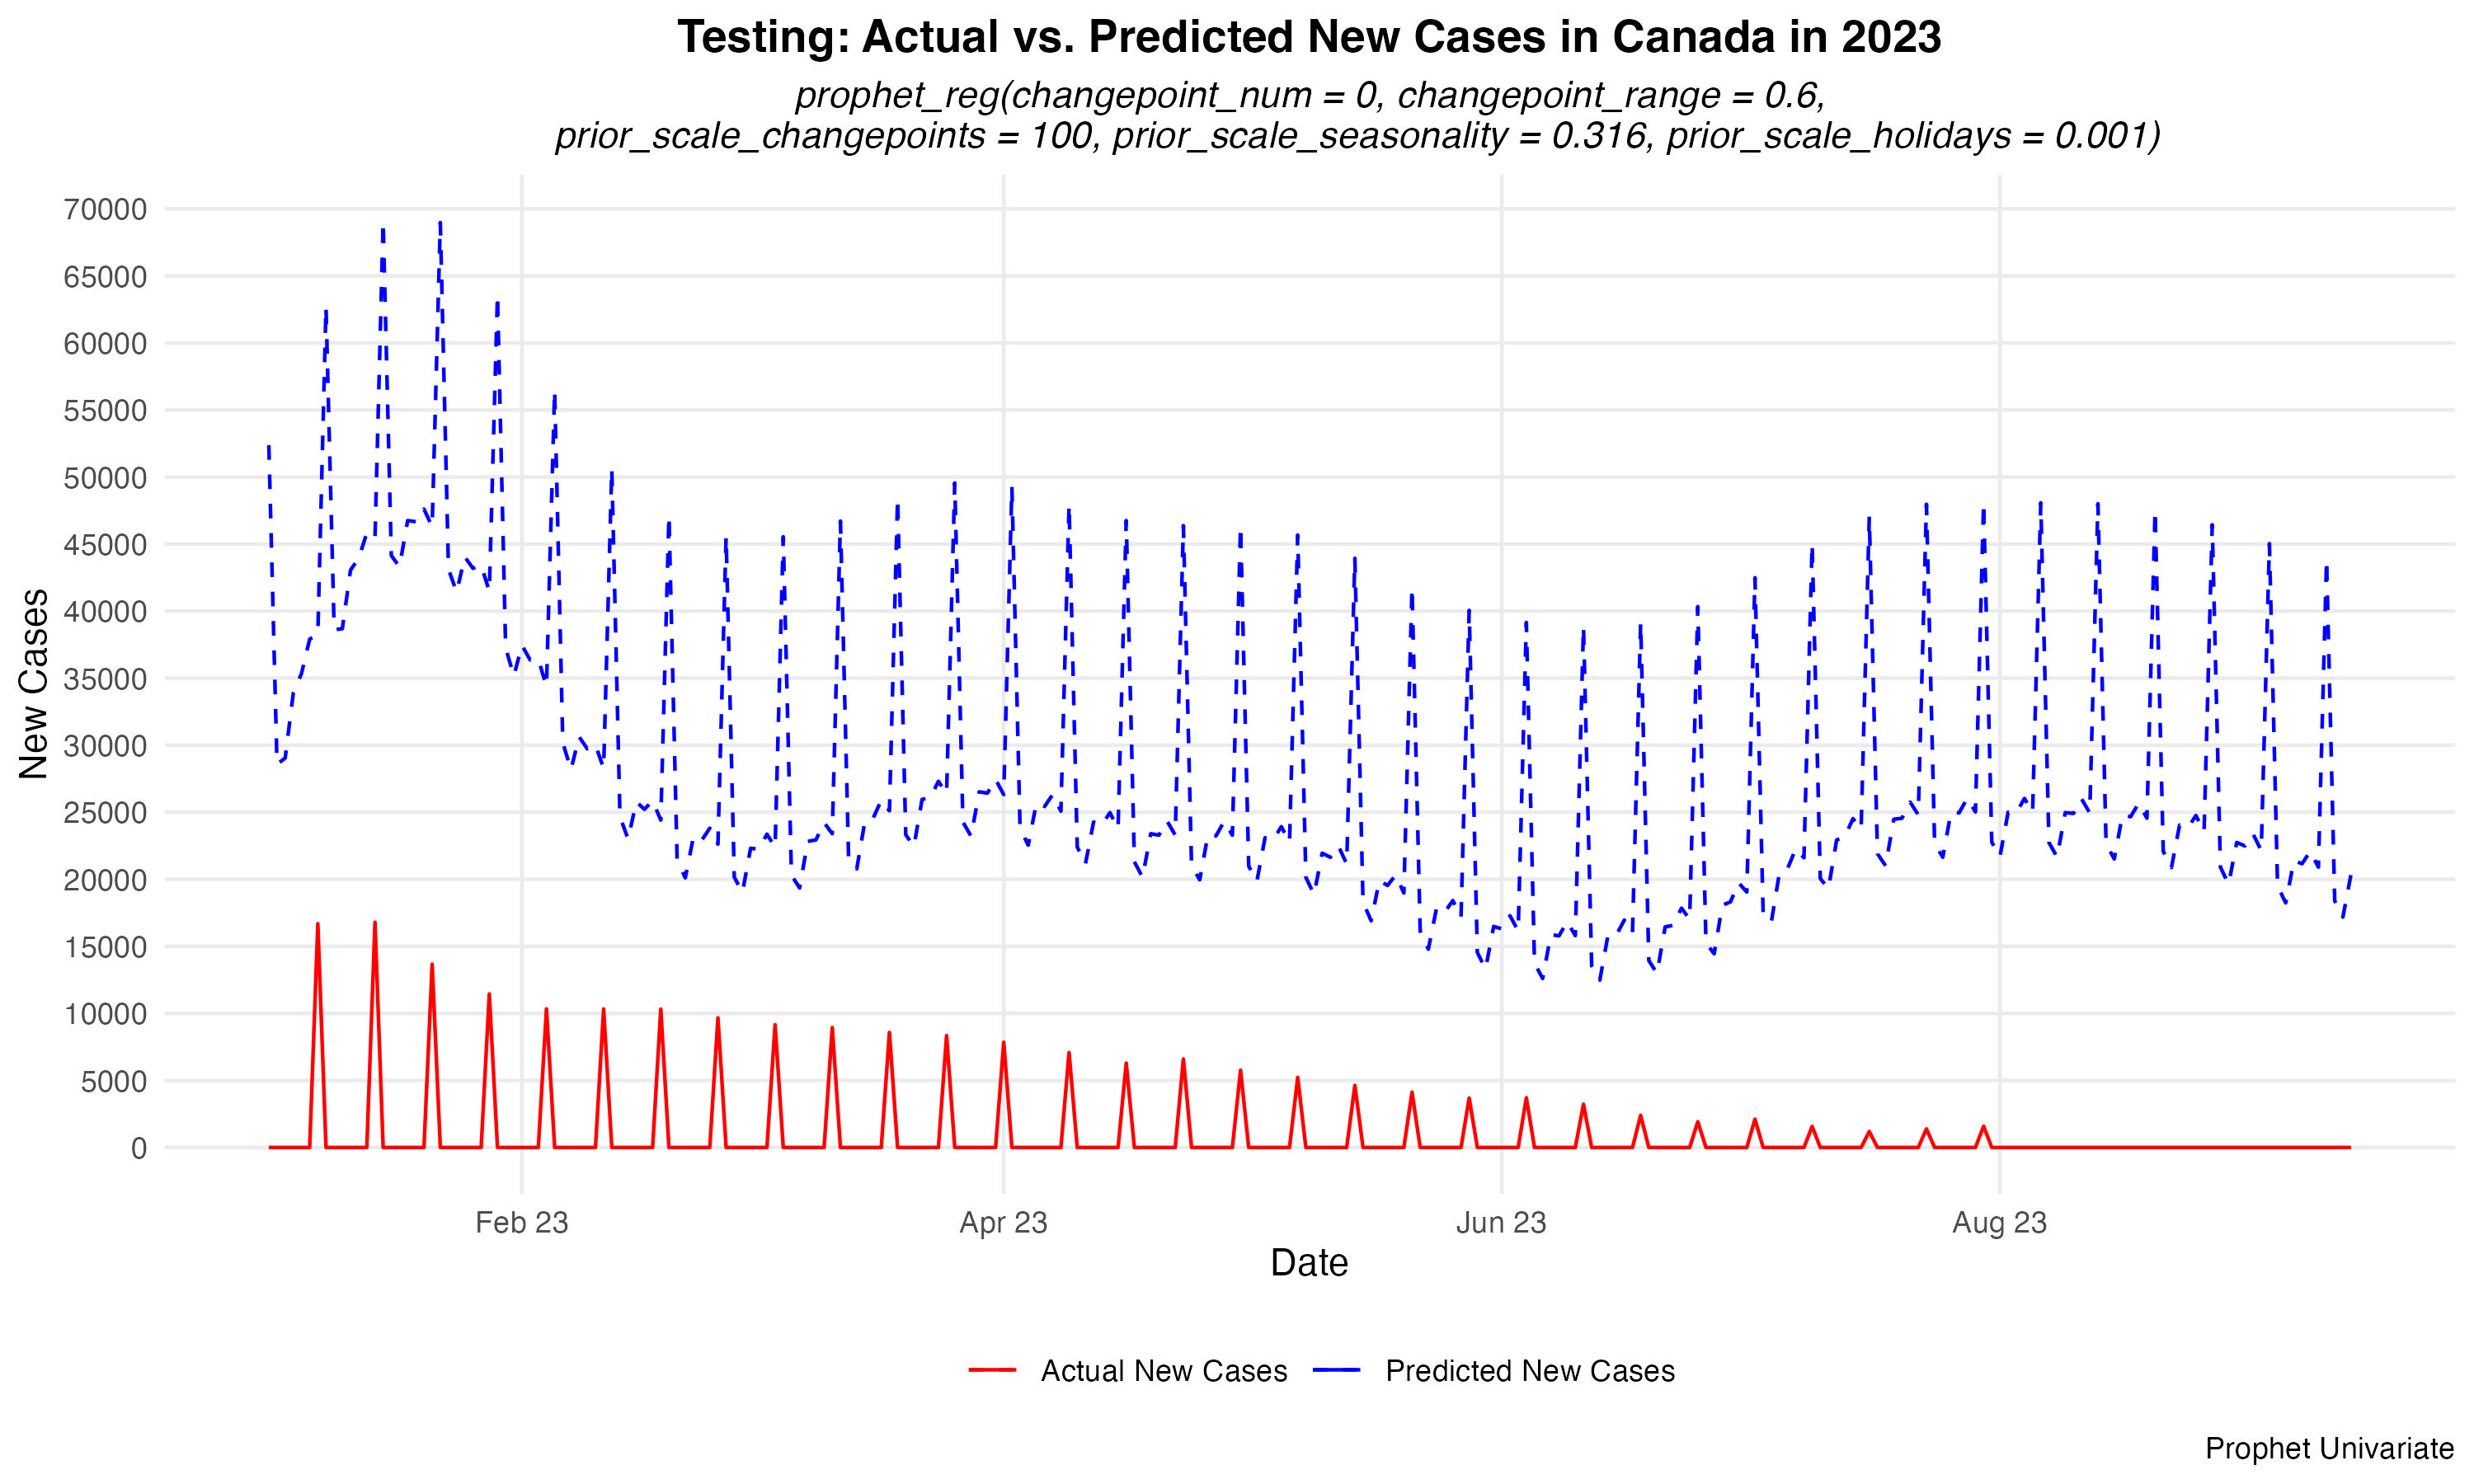 Testing: Actual vs. Predicted New Cases in Canada in 2023
prophet_reg(changepoint_num = 0, changepoint_range = 0.6,
prior_scale_changepoints = 100, prior_scale_seasonality = 0.316, prior_scale_holidays = 0.001)
New Cases
70000
65000
60000
55000
50000
45000
40000
35000
30000
25000
20000
15000
10000
5000
0
Feb 23 Apr 23 Jun 23 Aug 23
Date
Actual New Cases Predicted New Cases
Prophet Univariate